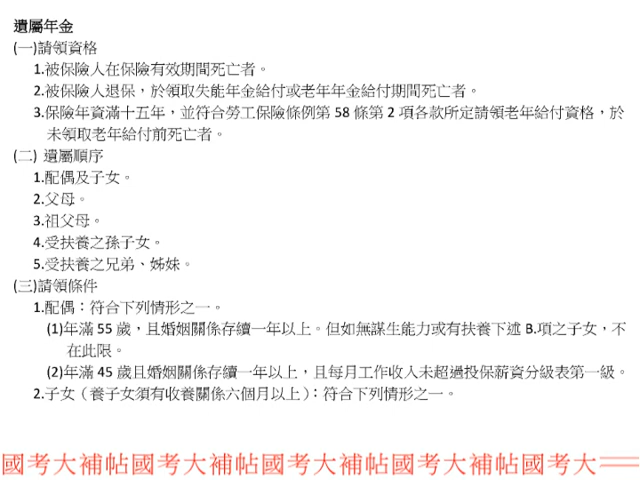 遺屬年金
(一)請領資格
1.被保險人在保險有效期間死亡者。
2.被保險人退保，於領取失能年金給付或老年年金給付期間死亡者。
3.保險年資滿十五年，並符合勞工保險條例第 58 條第 2 項各款所定請領老年給付資格，於
未領取老年給付前死亡者。
(二) 遺屬順序
1.配偶及子女。
2.父母。
3.祖父母。
4.受扶養之孫子女。
5.受扶養之兄弟、姊妹。
(三)請領條件
1.配偶：符合下列情形之一。
(1)年滿 55 歲，且婚姻關係存續一年以上。但如無謀生能力或有扶養下述 B.項之子女，不
在此限。
(2)年滿 45 歲且婚姻關係存續一年以上，且每月工作收入未超過投保薪資分級表第一級。
2.子女（養子女須有收養關係六個月以上）：符合下列情形之一。
國考大補帖國考大補帖國考大補帖國考大補帖國考大